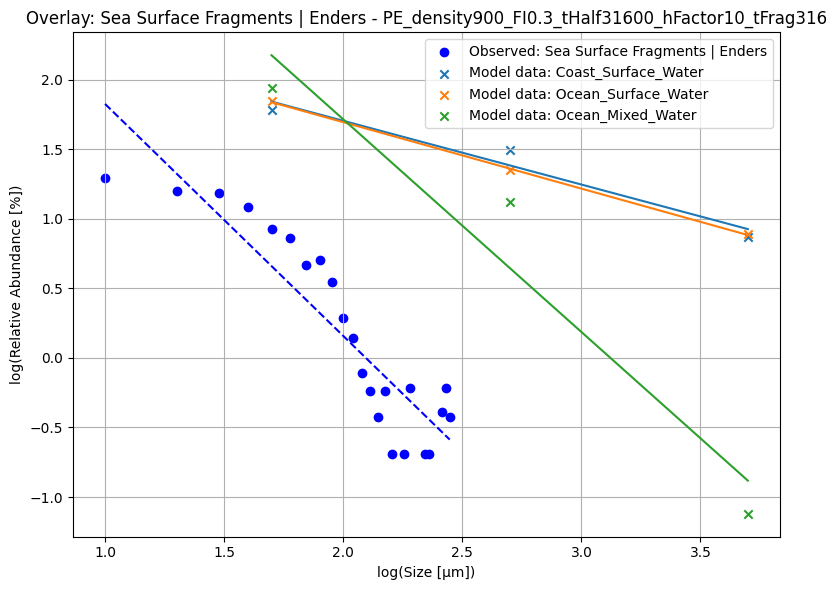 Overlay: Sea Surface Fragments | Enders - PE_density900_FI0.3_tHalf31600_hFactor10_tFrag316
Observed: Sea Surface Fragments | Enders
Model data: Coast_Surface_Water
Model data: Ocean_Surface_Water
Model data: Ocean_Mixed_Water
log(Relative Abundance [%])
2.0
1.5
1.0
0.5
0.0
−0.5
−1.0
1.0 1.5 2.0 2.5 3.0 3.5
log(Size [µm])